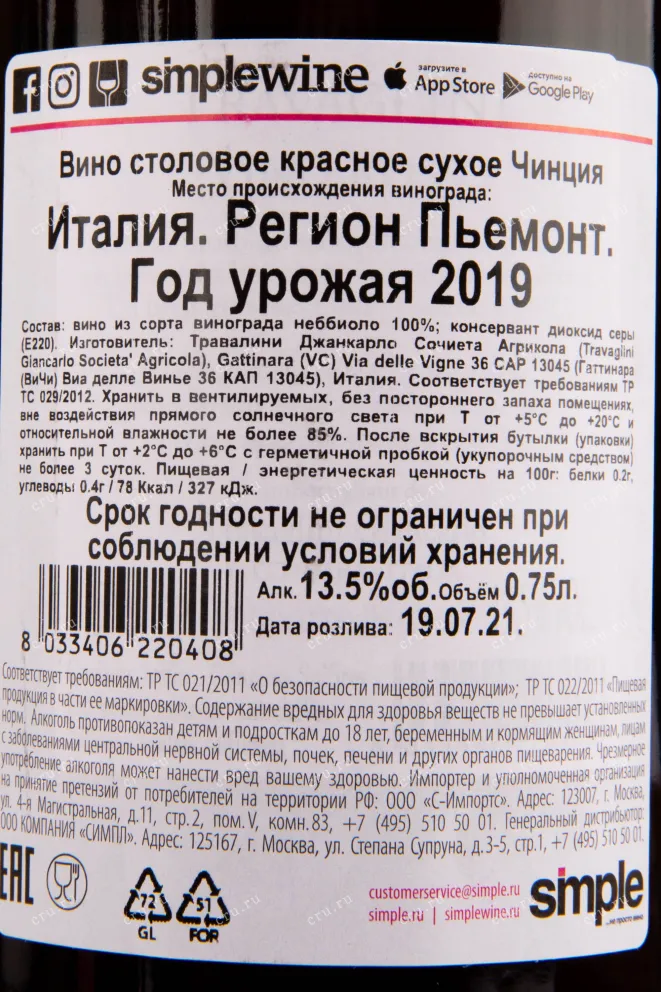 simplewine загрузите в App Store доступно на Google Play
Вино столовое красное сухое Чинция
Место происхождения винограда:
Италия. Регион Пьемонт.
Год урожая 2019
Состав: вино из сорта винограда неббиоло 100%; консервант диоксид серы
(Е220). Изготовитель: Травалини Джанкарло Сочиета Агрикола (Travaglini
Giancarlo Societa' Agricola), Gattinara (VC) Via delle Vigne 36 CAP 13045 (Гаттинара
(ВиЧи) Виа делле Винье 36 КАП 13045), Италия. Соответствует требованиям ТР
ТС 029/2012. Хранить в вентилируемых, без постороннего запаха помещениях,
вне воздействия прямого солнечного света при Т от +5°С до +20°С и
относительной влажности не более 85%. После вскрытия бутылки (упаковки)
хранить при Т от +2°С до +6°С с герметичной пробкой (укупорочным средством)
не более 3 суток. Пищевая / энергетическая ценность на 100г: белки 0.2г,
углеводы 0.4г / 78 Ккал / 327 кДж.
Срок годности не ограничен при
соблюдении условий хранения.
Алк. 13.5%об. Объём 0.75л.
Дата розлива: 19.07.21.
8 033406 220408
Соответствует требованиям: ТР ТС 021/2011 «О безопасности пищевой продукции»; ТР ТС 022/2011 «Пищевая
продукция в части ее маркировки». Содержание вредных для здоровья веществ не превышает установленных
норм. Алкоголь противопоказан детям и подросткам до 18 лет, беременным и кормящим женщинам, лицам
с заболеваниями центральной нервной системы, почек, печени и других органов пищеварения. Чрезмерное
употребление алкоголя может нанести вред вашему здоровью. Импортер и уполномоченная организация
на принятие претензий от потребителей на территории РФ: ООО «С-Импортс». Адрес: 123007, г. Москва,
ул. 4-я Магистральная, д.11, стр.2, пом.V, комн.83, +7 (495) 510 50 01. Генеральный дистрибьютор:
ООО КОМПАНИЯ «СИМПЛ». Адрес: 125167, г. Москва, ул. Степана Супруна, д.3-5, стр.1, +7 (495) 510 50 01.
EAC
72
GL
51
FOR
customerservice@simple.ru
simple.ru | simplewine.ru
simple
...не просто вино
cru.ru